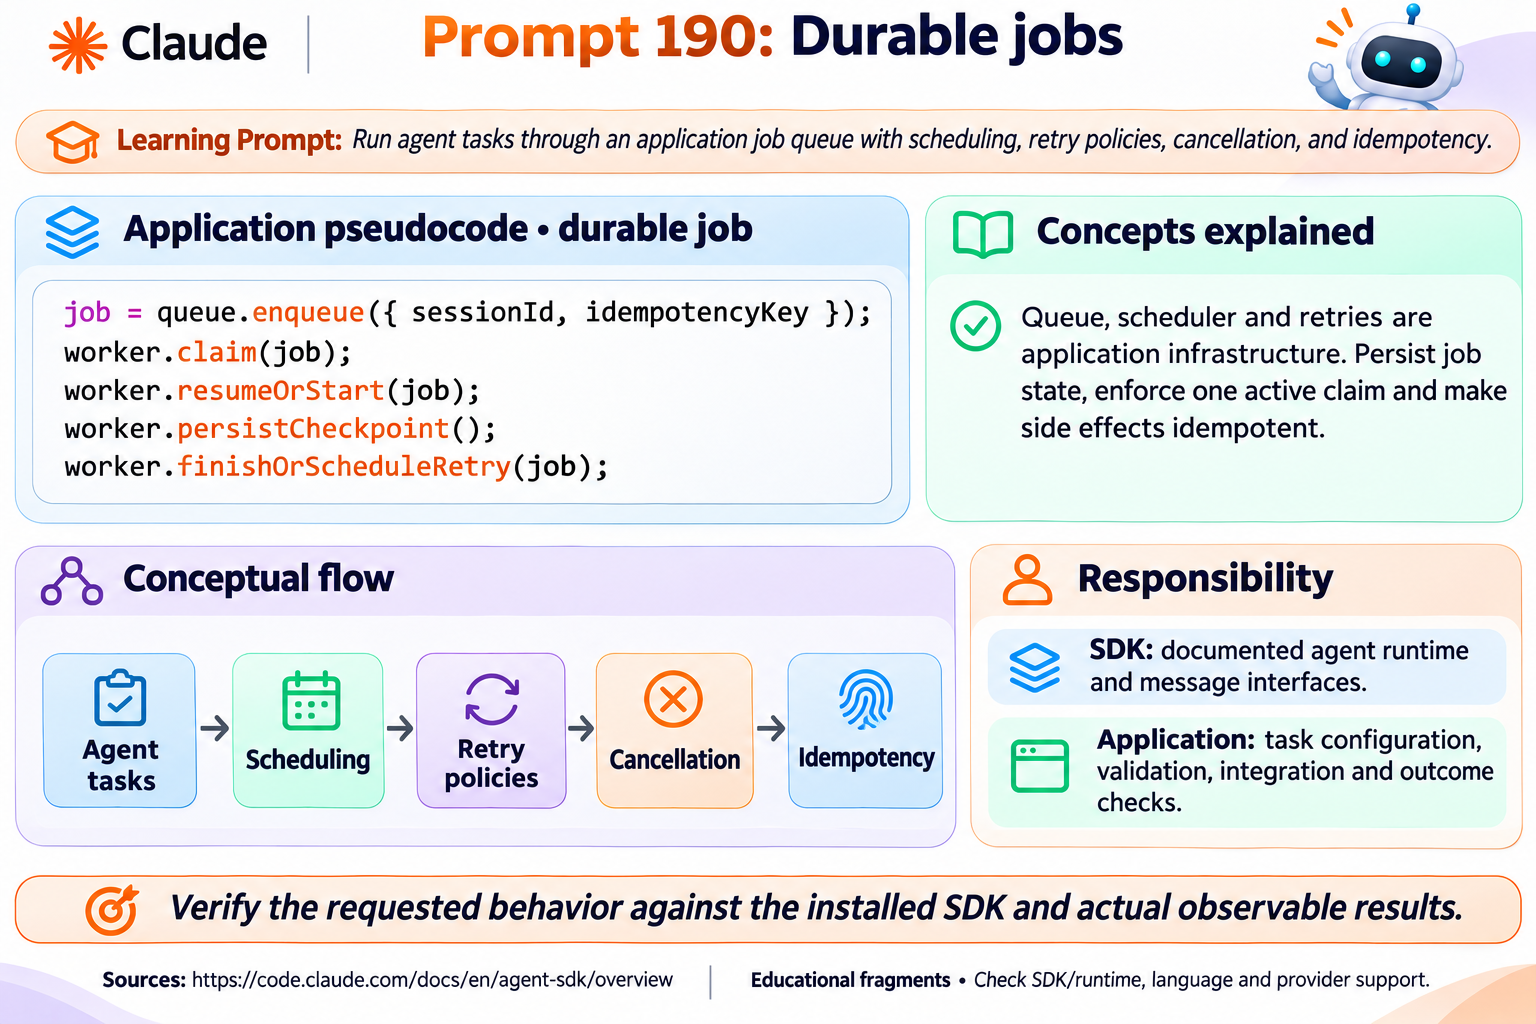 Claude
Prompt 190: Durable jobs
Learning Prompt: Run agent tasks through an application job queue with scheduling, retry policies, cancellation, and idempotency.
Application pseudocode • durable job
job = queue.enqueue({ sessionId, idempotencyKey });
worker.claim(job);
worker.resumeOrStart(job);
worker.persistCheckpoint();
worker.finishOrScheduleRetry(job);
Concepts explained
Queue, scheduler and retries are
application infrastructure. Persist job
state, enforce one active claim and make
side effects idempotent.
Conceptual flow
Agent
tasks
Scheduling
Retry
policies
Cancellation
Idempotency
Responsibility
SDK: documented agent runtime
and message interfaces.
Application: task configuration,
validation, integration and outcome
checks.
Verify the requested behavior against the installed SDK and actual observable results.
Sources: https://code.claude.com/docs/en/agent-sdk/overview
Educational fragments • Check SDK/runtime, language and provider support.